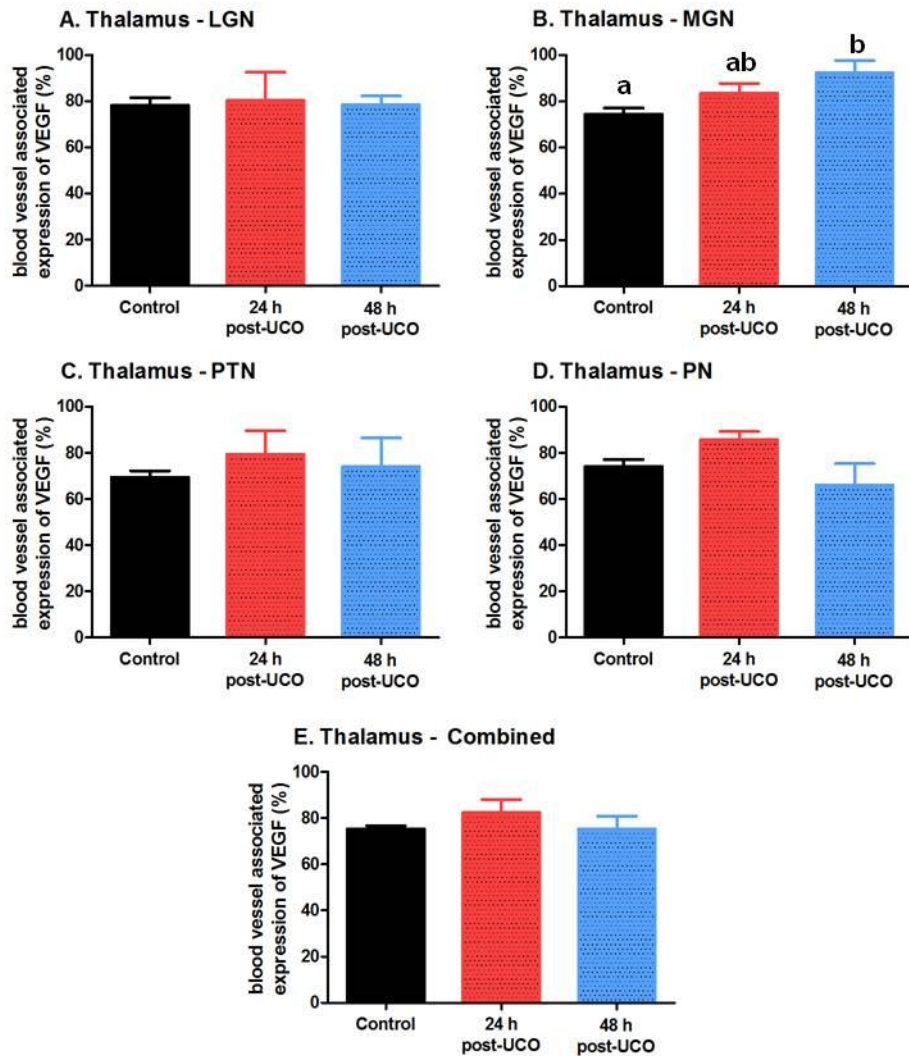 A. Thalamus - LGN
blood vessel associated
expression of VEGF (%)
100
80
60
40
20
0
Control
24 h
post-UCO
48 h
post-UCO
B. Thalamus - MGN
blood vessel associated
expression of VEGF (%)
100
80
60
40
20
0
a
ab
b
Control
24 h
post-UCO
48 h
post-UCO
C. Thalamus - PTN
blood vessel associated
expression of VEGF (%)
100
80
60
40
20
0
Control
24 h
post-UCO
48 h
post-UCO
D. Thalamus - PN
blood vessel associated
expression of VEGF (%)
100
80
60
40
20
0
Control
24 h
post-UCO
48 h
post-UCO
E. Thalamus - Combined
blood vessel associated
expression of VEGF (%)
100
80
60
40
20
0
Control
24 h
post-UCO
48 h
post-UCO